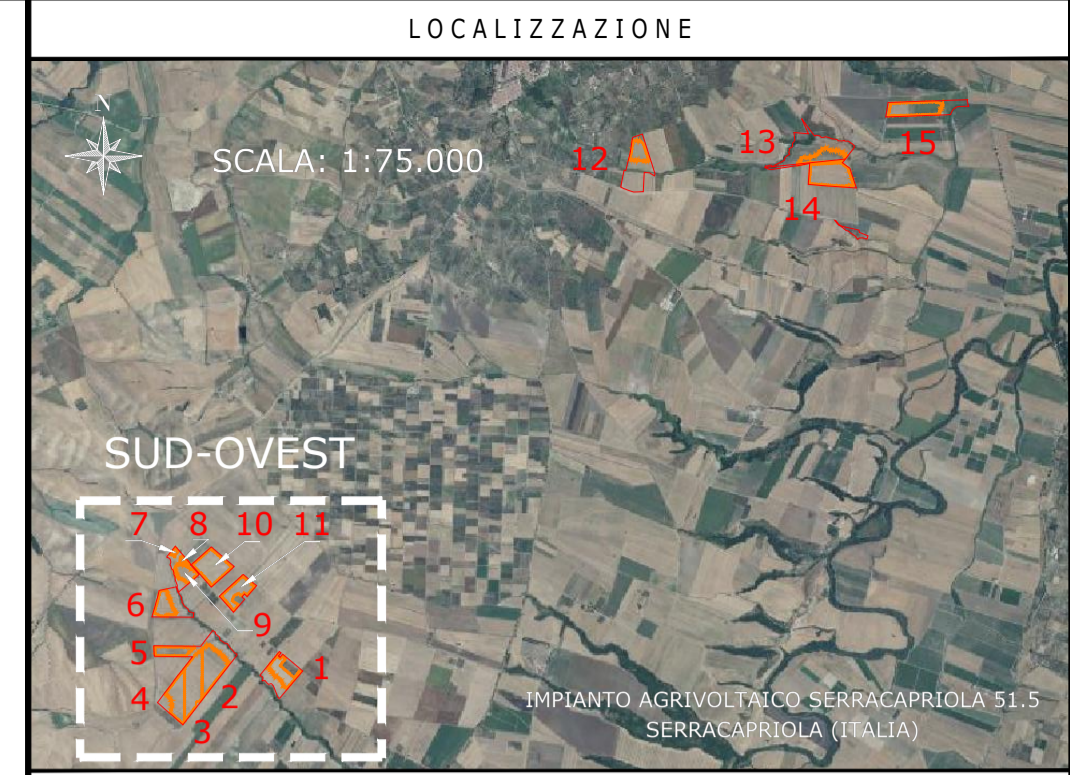 LOCALIZZAZIONE
N
SCALA: 1:75.000
12
13
15
14
SUD-OVEST
7 8 10 11
6
9
5
1
4
2
3
IMPIANTO AGRIVOLTAICO SERRACAPRIOLA 51.5
SERRACAPRIOLA (ITALIA)